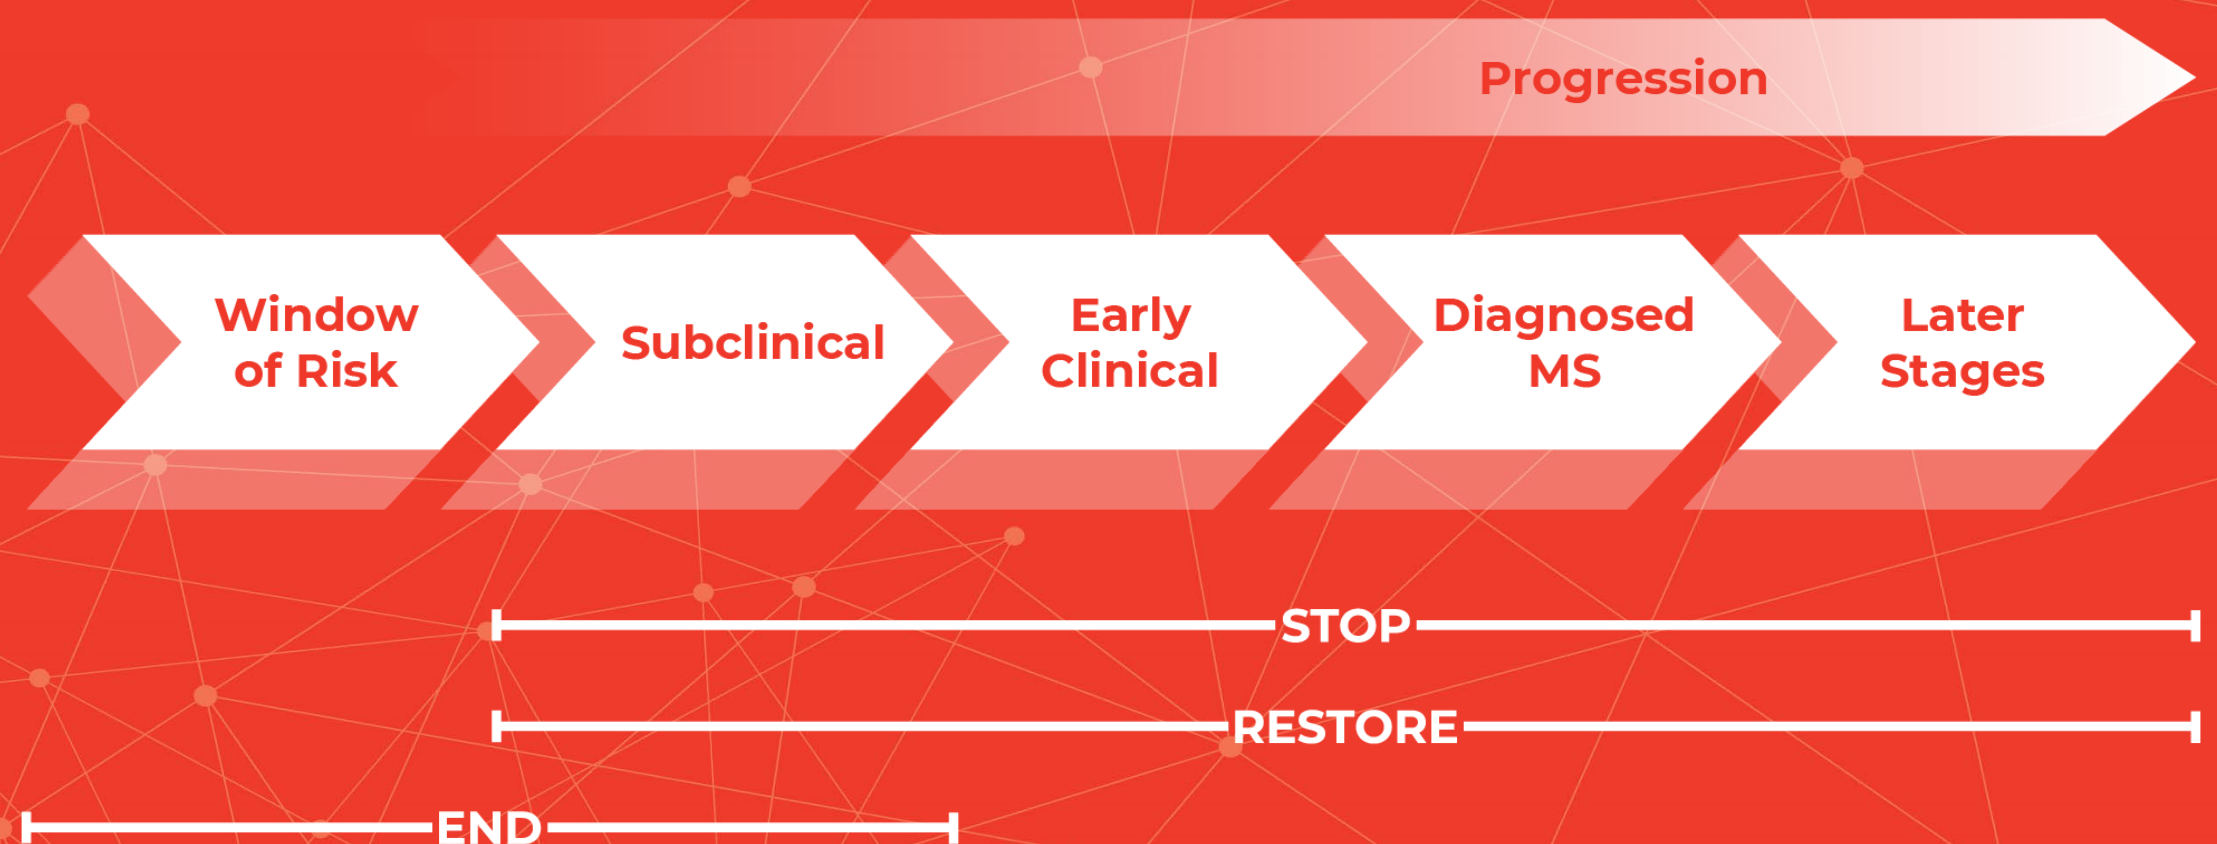 Progression
Window
of Risk
Subclinical
Early
Clinical
Diagnosed
MS
Later
Stages
STOP
RESTORE
END